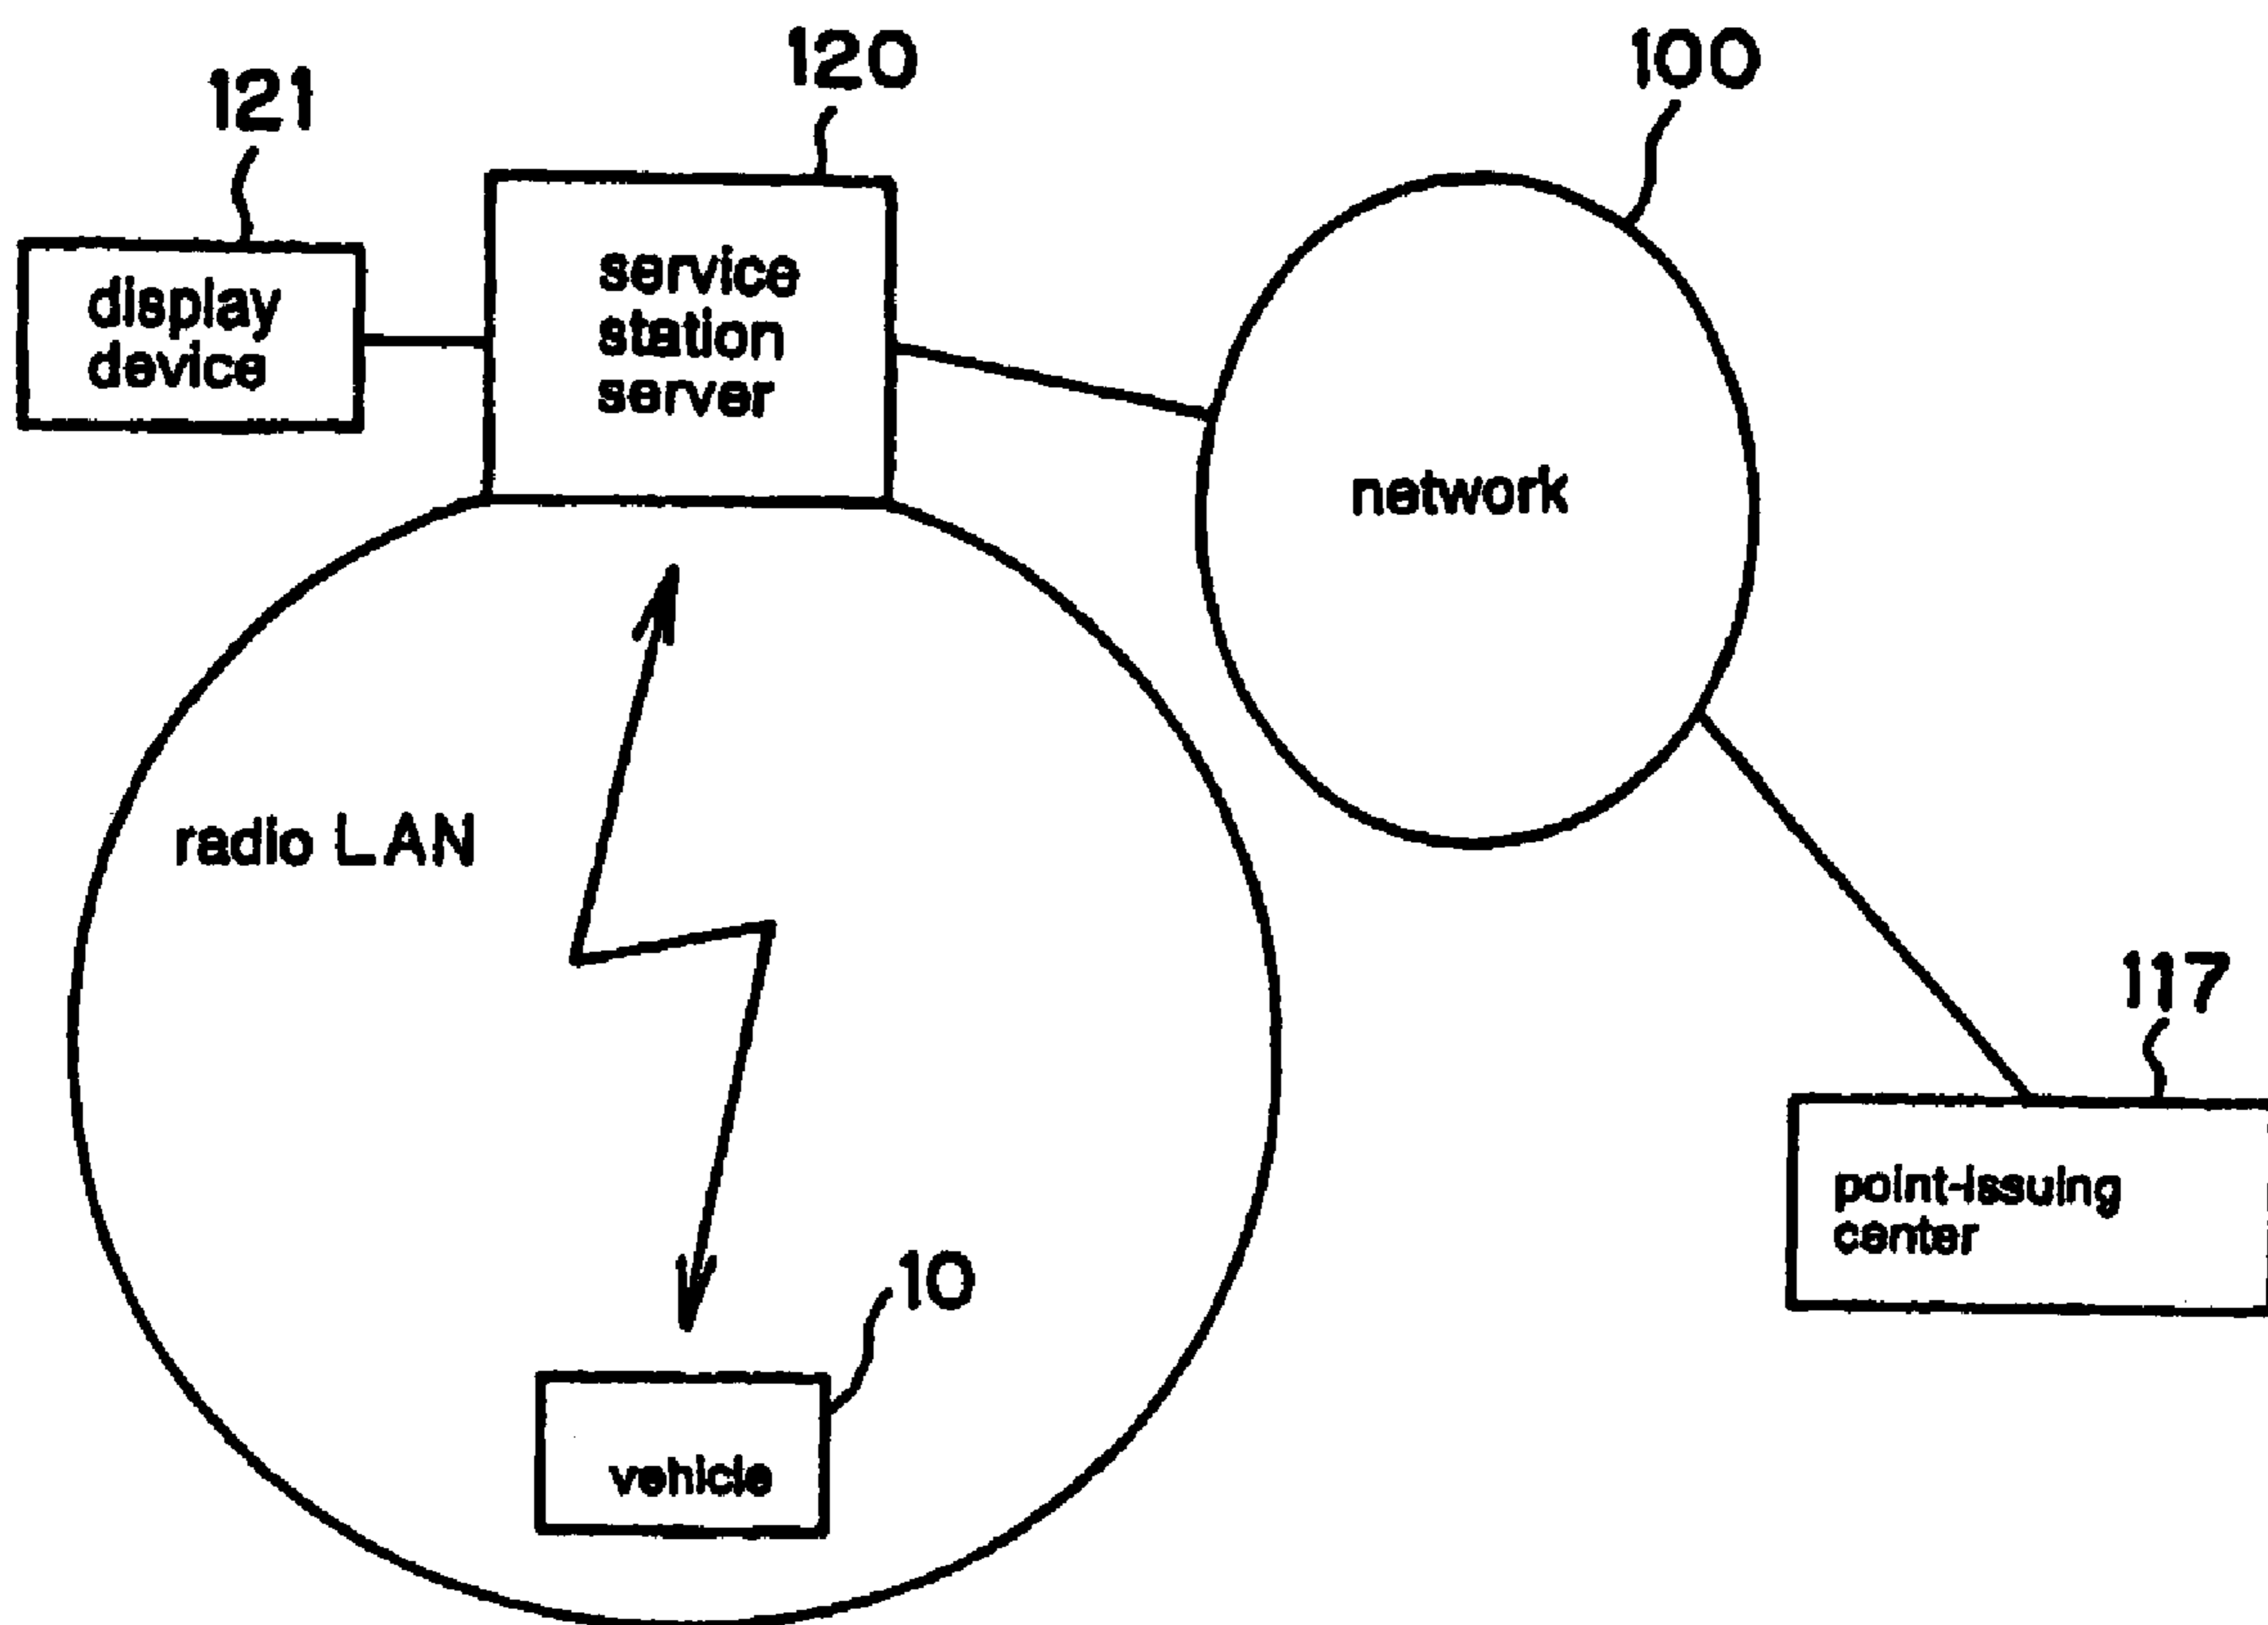 121
120
100
display
device
service
station
server
network
radio LAN
117
point-issuing
center
10
vehicle